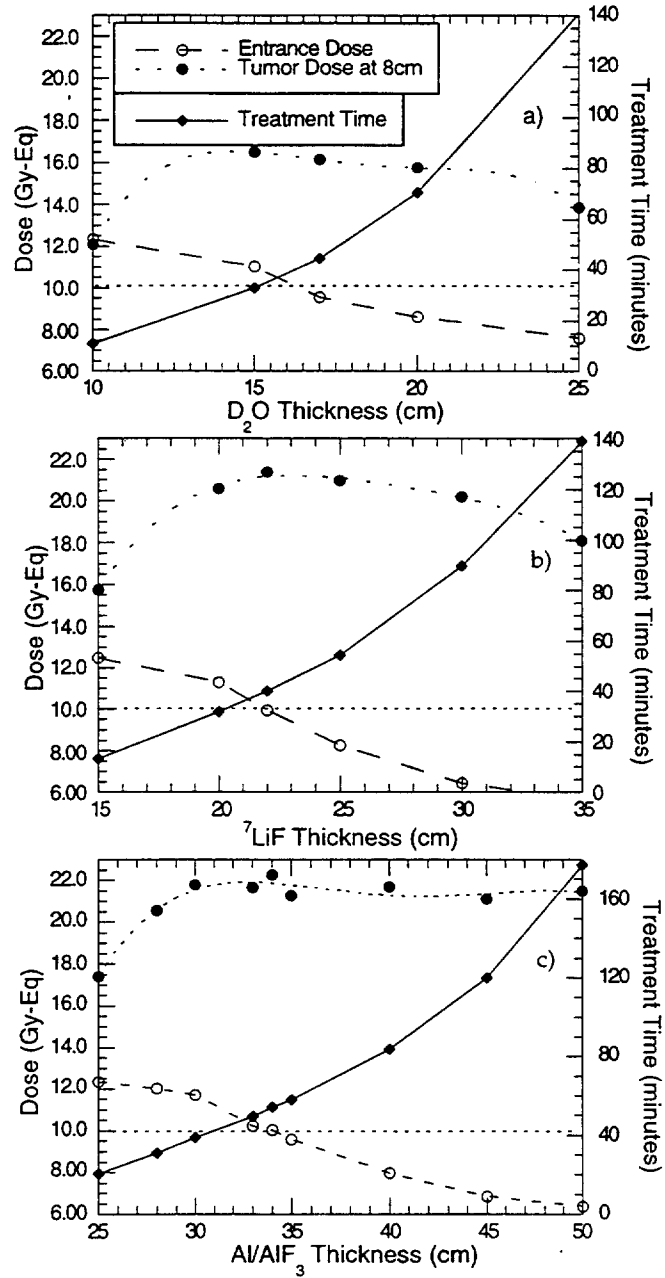 22.0
20.0
18.0
16.0
14.0
12.0
10.0
8.00
6.00
Dose (Gy-Eq)
Entrance Dose
Tumor Dose at 8cm
Treatment Time
a)
140
120
100
80
60
40
20
0
Treatment Time (minutes)
10 15 20 25
D2O Thickness (cm)
22.0
20.0
18.0
16.0
14.0
12.0
10.0
8.00
6.00
Dose (Gy-Eq)
b)
140
120
100
80
60
40
20
0
Treatment Time (minutes)
15 20 25 30 35
7LiF Thickness (cm)
22.0
20.0
18.0
16.0
14.0
12.0
10.0
8.00
6.00
Dose (Gy-Eq)
c)
160
120
80
40
0
Treatment Time (minutes)
25 30 35 40 45 50
Al/AlF3 Thickness (cm)